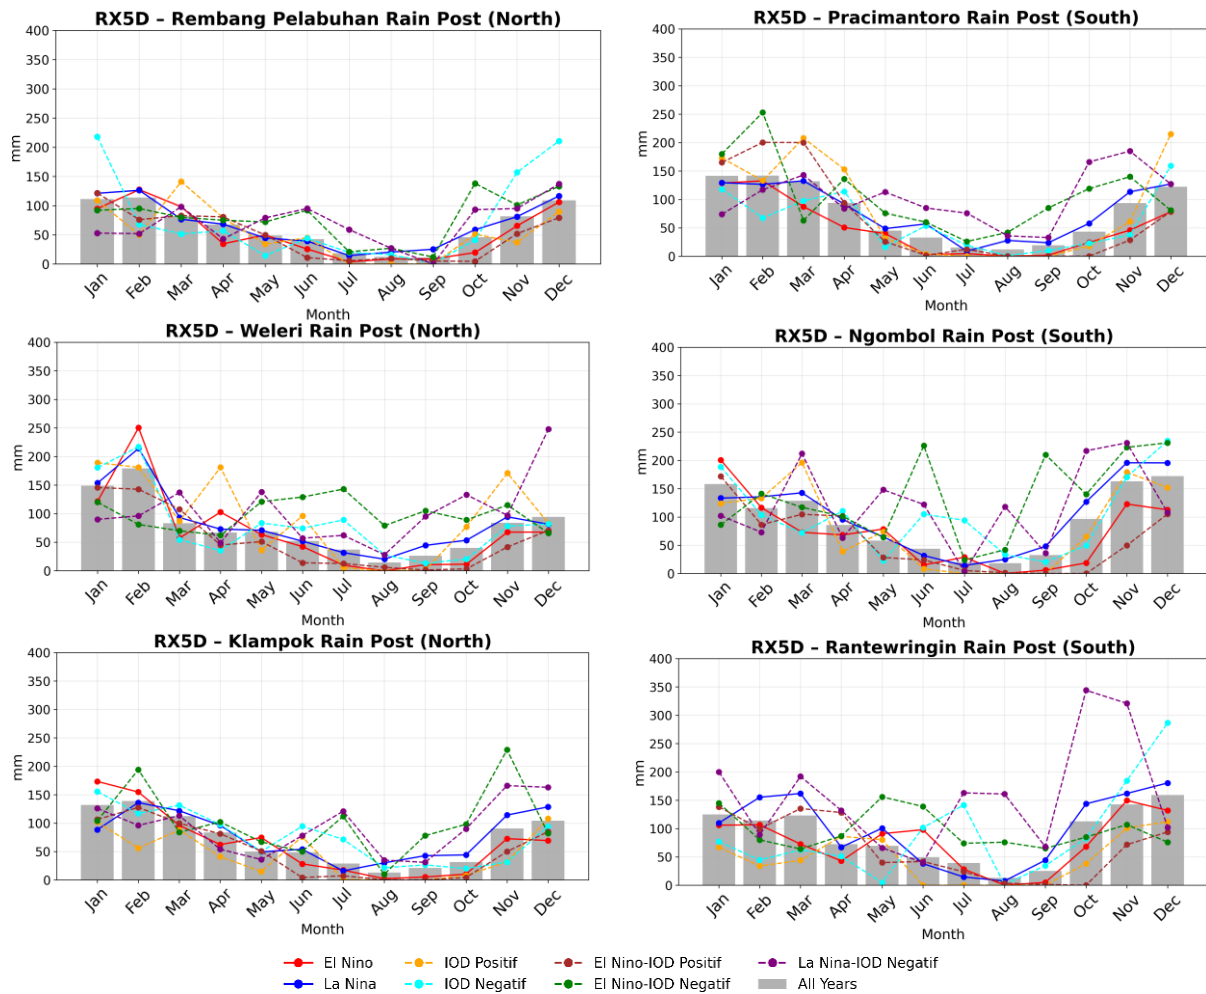 RX5D – Rembang Pelabuhan Rain Post (North)
400
350
300
250
200
150
100
50
0
mm
Jan Feb Mar Apr May Jun Jul Aug Sep Oct Nov Dec
Month
RX5D – Pracimantoro Rain Post (South)
400
350
300
250
200
150
100
50
0
mm
Jan Feb Mar Apr May Jun Jul Aug Sep Oct Nov Dec
Month
RX5D – Weleri Rain Post (North)
400
350
300
250
200
150
100
50
0
mm
Jan Feb Mar Apr May Jun Jul Aug Sep Oct Nov Dec
Month
RX5D – Ngombol Rain Post (South)
400
350
300
250
200
150
100
50
0
mm
Jan Feb Mar Apr May Jun Jul Aug Sep Oct Nov Dec
Month
RX5D – Klampok Rain Post (North)
400
350
300
250
200
150
100
50
0
mm
Jan Feb Mar Apr May Jun Jul Aug Sep Oct Nov Dec
Month
RX5D – Rantewringin Rain Post (South)
400
350
300
250
200
150
100
50
0
mm
Jan Feb Mar Apr May Jun Jul Aug Sep Oct Nov Dec
Month
El Nino IOD Positif El Nino-IOD Positif La Nina-IOD Negatif
La Nina IOD Negatif El Nino-IOD Negatif All Years